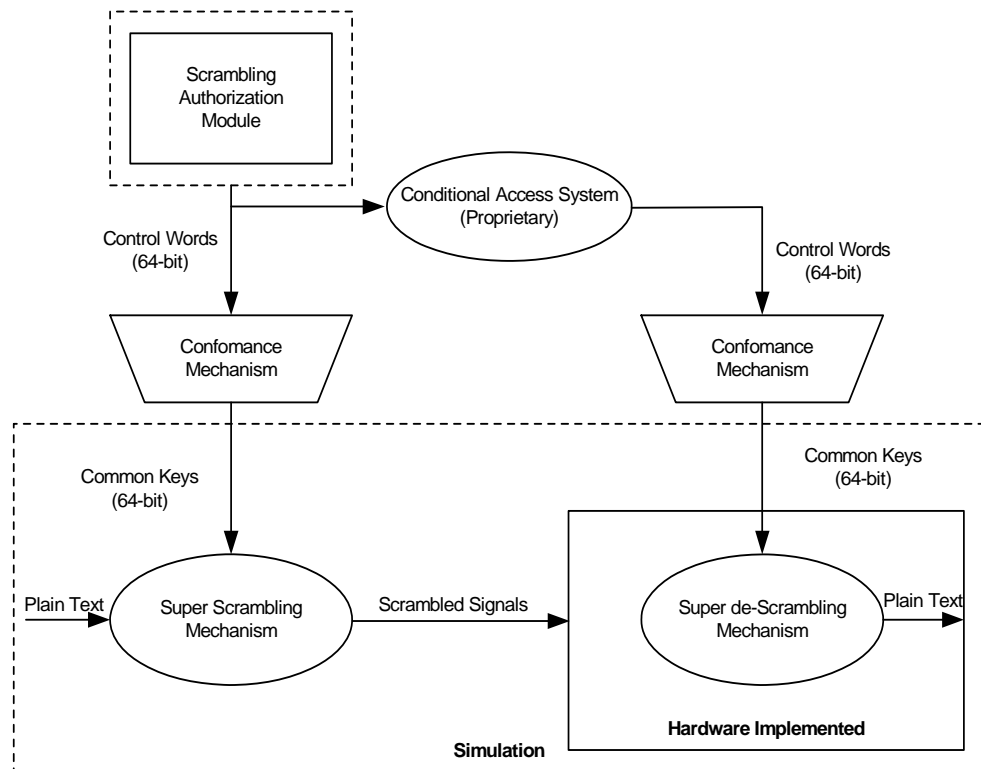 Scrambling
Authorization
Module
Conditional Access System
(Proprietary)
Control Words
(64-bit)
Control Words
(64-bit)
Confomance
Mechanism
Confomance
Mechanism
Common Keys
(64-bit)
Common Keys
(64-bit)
Plain Text
Super Scrambling
Mechanism
Scrambled Signals
Super de-Scrambling
Mechanism
Plain Text
Hardware Implemented
Simulation